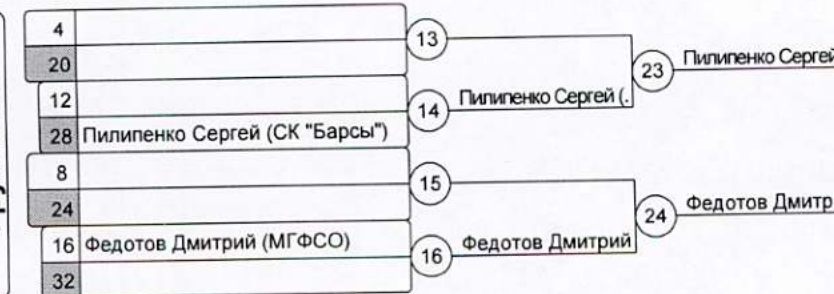 4
20
13
12
28 Пилипенко Сергей (СК "Барсы")
14
Пилипенко Сергей (.
23
Пилипенко Сергей
8
24
15
16 Федотов Дмитрий (МГФСО)
32
16
Федотов Дмитрий
24
Федотов Дмитр